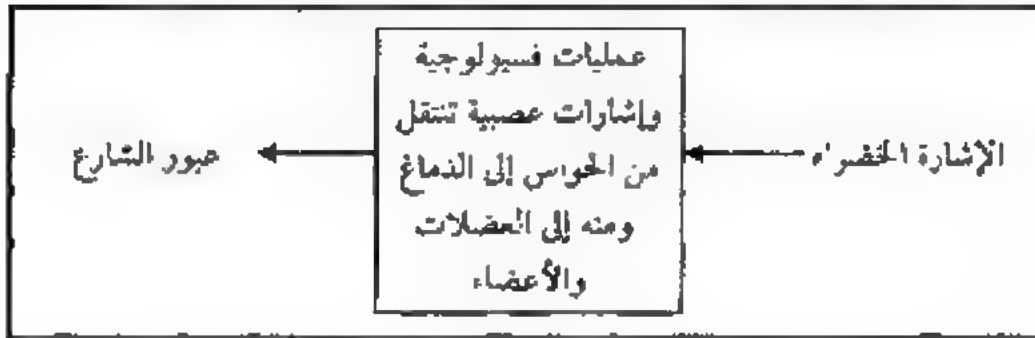 الإشارة الخضراء
عمليات فسيولوجية
وإشارات عصبية تنتقل
من الحواس إلى الدماغ
ومنه إلى العضلات
والأعضاء
عبور الشارع